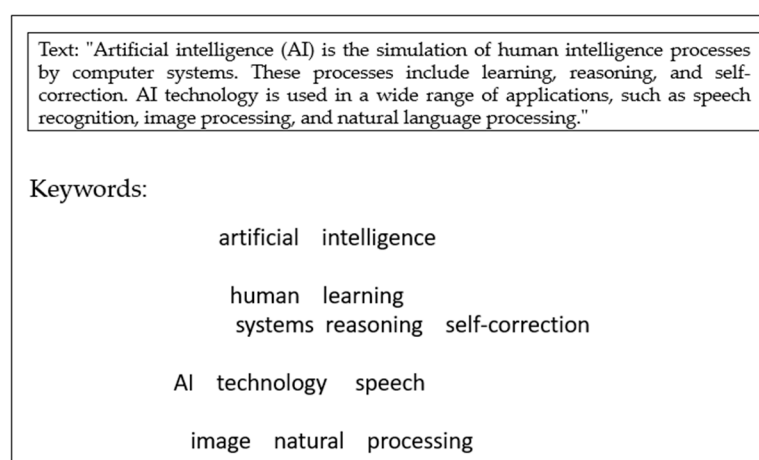 Text: "Artificial intelligence (AI) is the simulation of human intelligence processes
by computer systems. These processes include learning, reasoning, and self-
correction. AI technology is used in a wide range of applications, such as speech
recognition, image processing, and natural language processing."
Keywords:
artificial intelligence
human learning
systems reasoning self-correction
AI technology speech
image natural processing